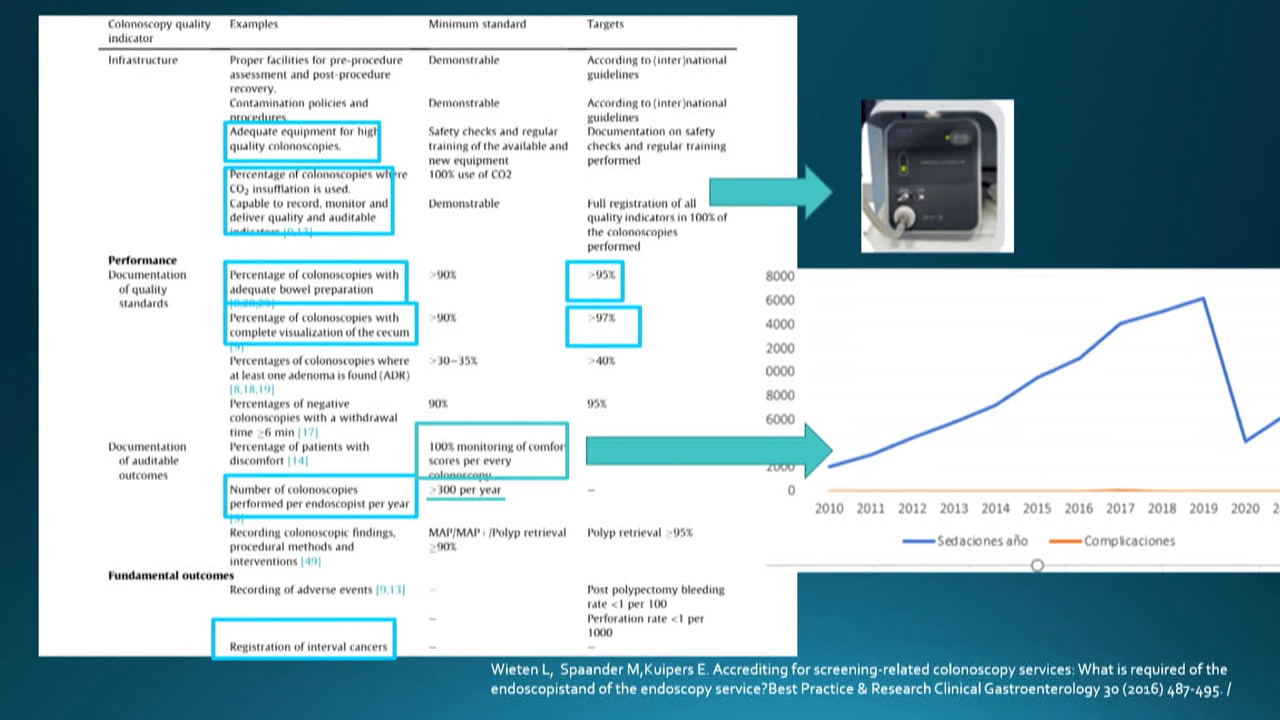 Colonoscopy quality indicator Examples Minimum standard Targets
Infrastructure Proper facilities for pre-procedure Demonstrable According to (inter)national
assessment and post-procedure guidelines
recovery.
Contamination policies and Demonstrable According to (inter)national
procedures. guidelines
Adequate equipment for high Safety checks and regular Documentation on safety
quality colonoscopies. training of the available and checks and regular training
new equipment performed
Percentage of colonoscopies where 100% use of CO2
CO₂ insufflation is used.
Capable to record, monitor and Demonstrable Full registration of all
deliver quality and auditable quality indicators in 100% of
indicators [9,13] the colonoscopies
performed
Performance
Documentation Percentage of colonoscopies with >90% >95%
of quality adequate bowel preparation
standards
Percentage of colonoscopies with >90% >97%
complete visualization of the cecum
[9]
Percentages of colonoscopies where >30–35% >40%
at least one adenoma is found (ADR)
[8,18,19]
Percentages of negative 90% 95%
colonoscopies with a withdrawal
time ≥6 min [17]
Documentation Percentage of patients with 100% monitoring of comfor
of auditable discomfort [14] scores per every
outcomes colonoscopy
Number of colonoscopies ≥300 per year –
performed per endoscopist per year
Recording colonoscopic findings, MAP/MAP+/Polyp retrieval Polyp retrieval ≥95%
procedural methods and ≥90%
interventions [49]
Fundamental outcomes
Recording of adverse events [9,13] – Post polypectomy bleeding
rate <1 per 100
– Perforation rate <1 per
1000
Registration of interval cancers – –
8000
6000
4000
2000
0000
8000
6000
2000
0
2010 2011 2012 2013 2014 2015 2016 2017 2018 2019 2020 2
Sedaciones año Complicaciones
Wieten L, Spaander M,Kuipers E. Accrediting for screening-related colonoscopy services: What is required of the
endoscopistand of the endoscopy service?Best Practice & Research Clinical Gastroenterology 30 (2016) 487-495. /